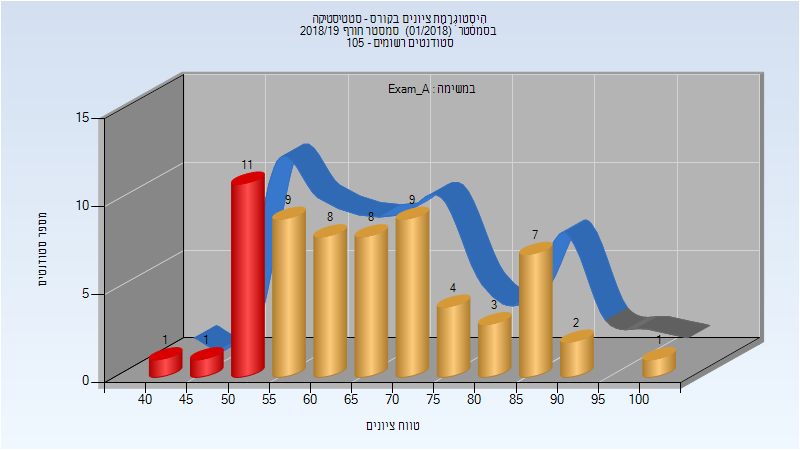 היסטוגרמת ציונים בקורס - סטטיסטיקה
בסמסטר (01/2018) סמסטר חורף 2018/19
סטודנטים רשומים - 105
במשימה : Exam_A
15
10
5
0
מספר סטודנטים
1 1 11 9 8 8 9 4 3 7 2 1
40 45 50 55 60 65 70 75 80 85 90 95 100
טווח ציונים